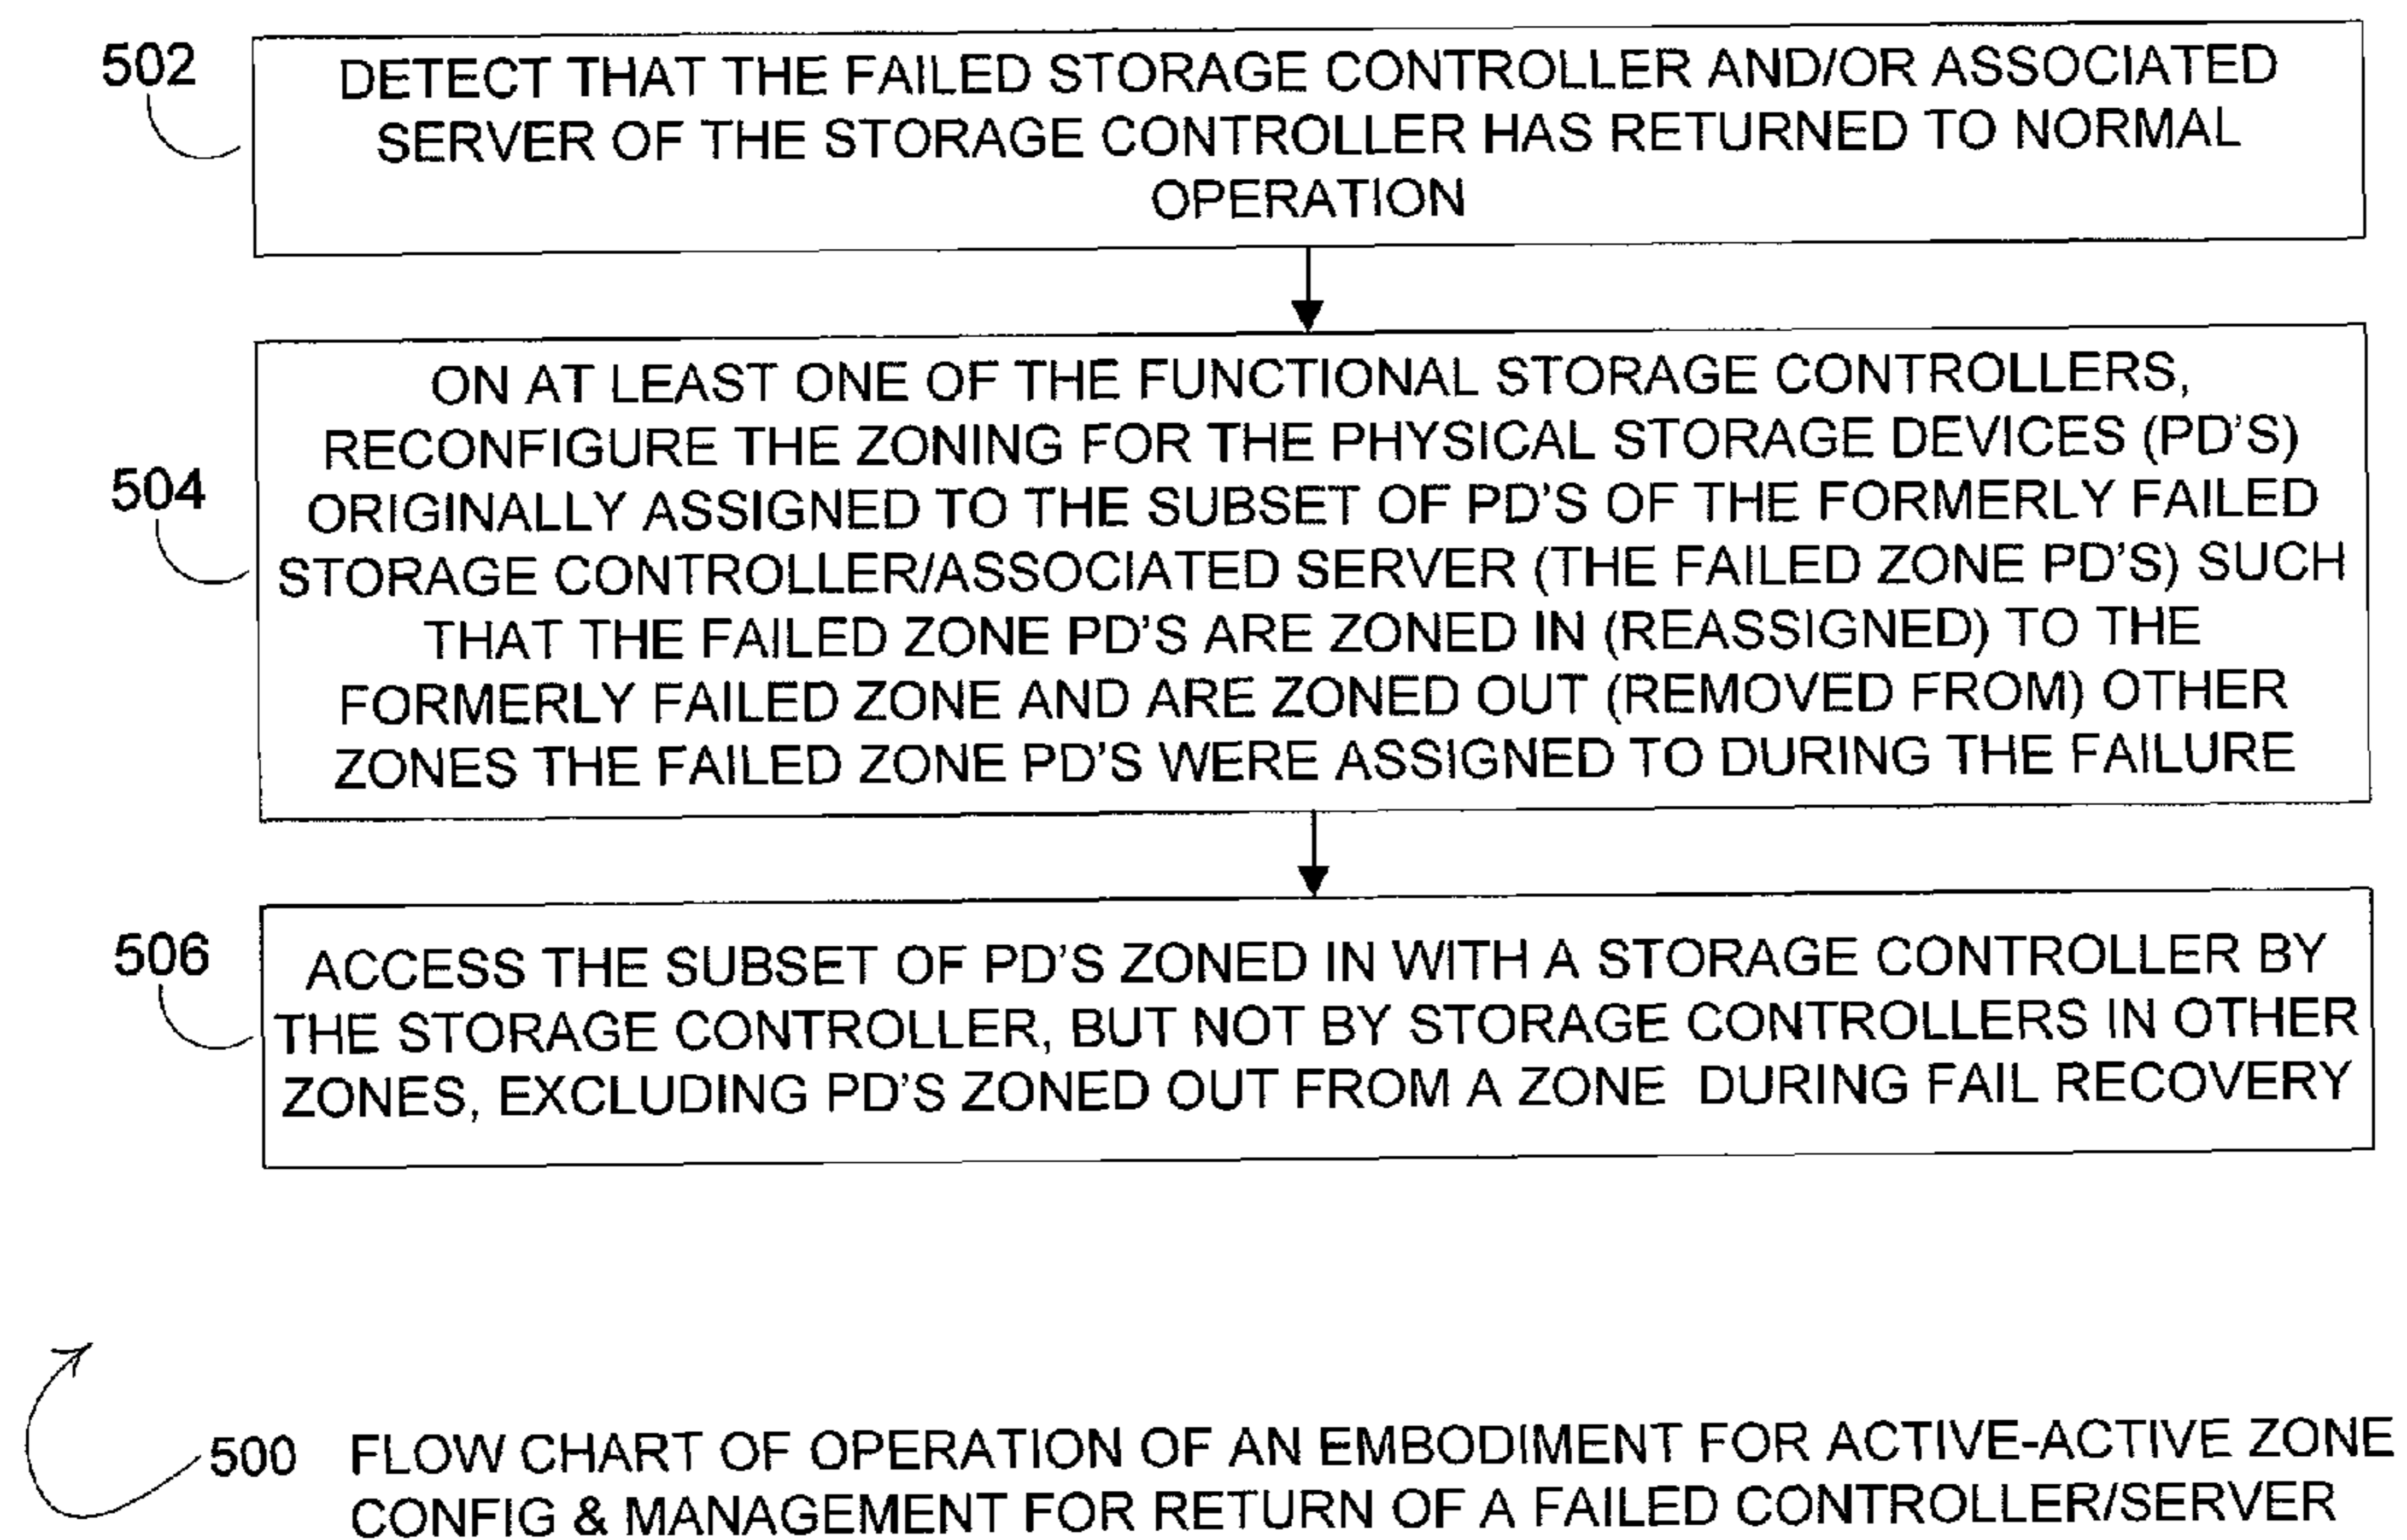 502
DETECT THAT THE FAILED STORAGE CONTROLLER AND/OR ASSOCIATED
SERVER OF THE STORAGE CONTROLLER HAS RETURNED TO NORMAL
OPERATION
504
ON AT LEAST ONE OF THE FUNCTIONAL STORAGE CONTROLLERS,
RECONFIGURE THE ZONING FOR THE PHYSICAL STORAGE DEVICES (PD'S)
ORIGINALLY ASSIGNED TO THE SUBSET OF PD'S OF THE FORMERLY FAILED
STORAGE CONTROLLER/ASSOCIATED SERVER (THE FAILED ZONE PD'S) SUCH
THAT THE FAILED ZONE PD'S ARE ZONED IN (REASSIGNED) TO THE
FORMERLY FAILED ZONE AND ARE ZONED OUT (REMOVED FROM) OTHER
ZONES THE FAILED ZONE PD'S WERE ASSIGNED TO DURING THE FAILURE
506
ACCESS THE SUBSET OF PD'S ZONED IN WITH A STORAGE CONTROLLER BY
THE STORAGE CONTROLLER, BUT NOT BY STORAGE CONTROLLERS IN OTHER
ZONES, EXCLUDING PD'S ZONED OUT FROM A ZONE DURING FAIL RECOVERY
500 FLOW CHART OF OPERATION OF AN EMBODIMENT FOR ACTIVE-ACTIVE ZONE
CONFIG & MANAGEMENT FOR RETURN OF A FAILED CONTROLLER/SERVER